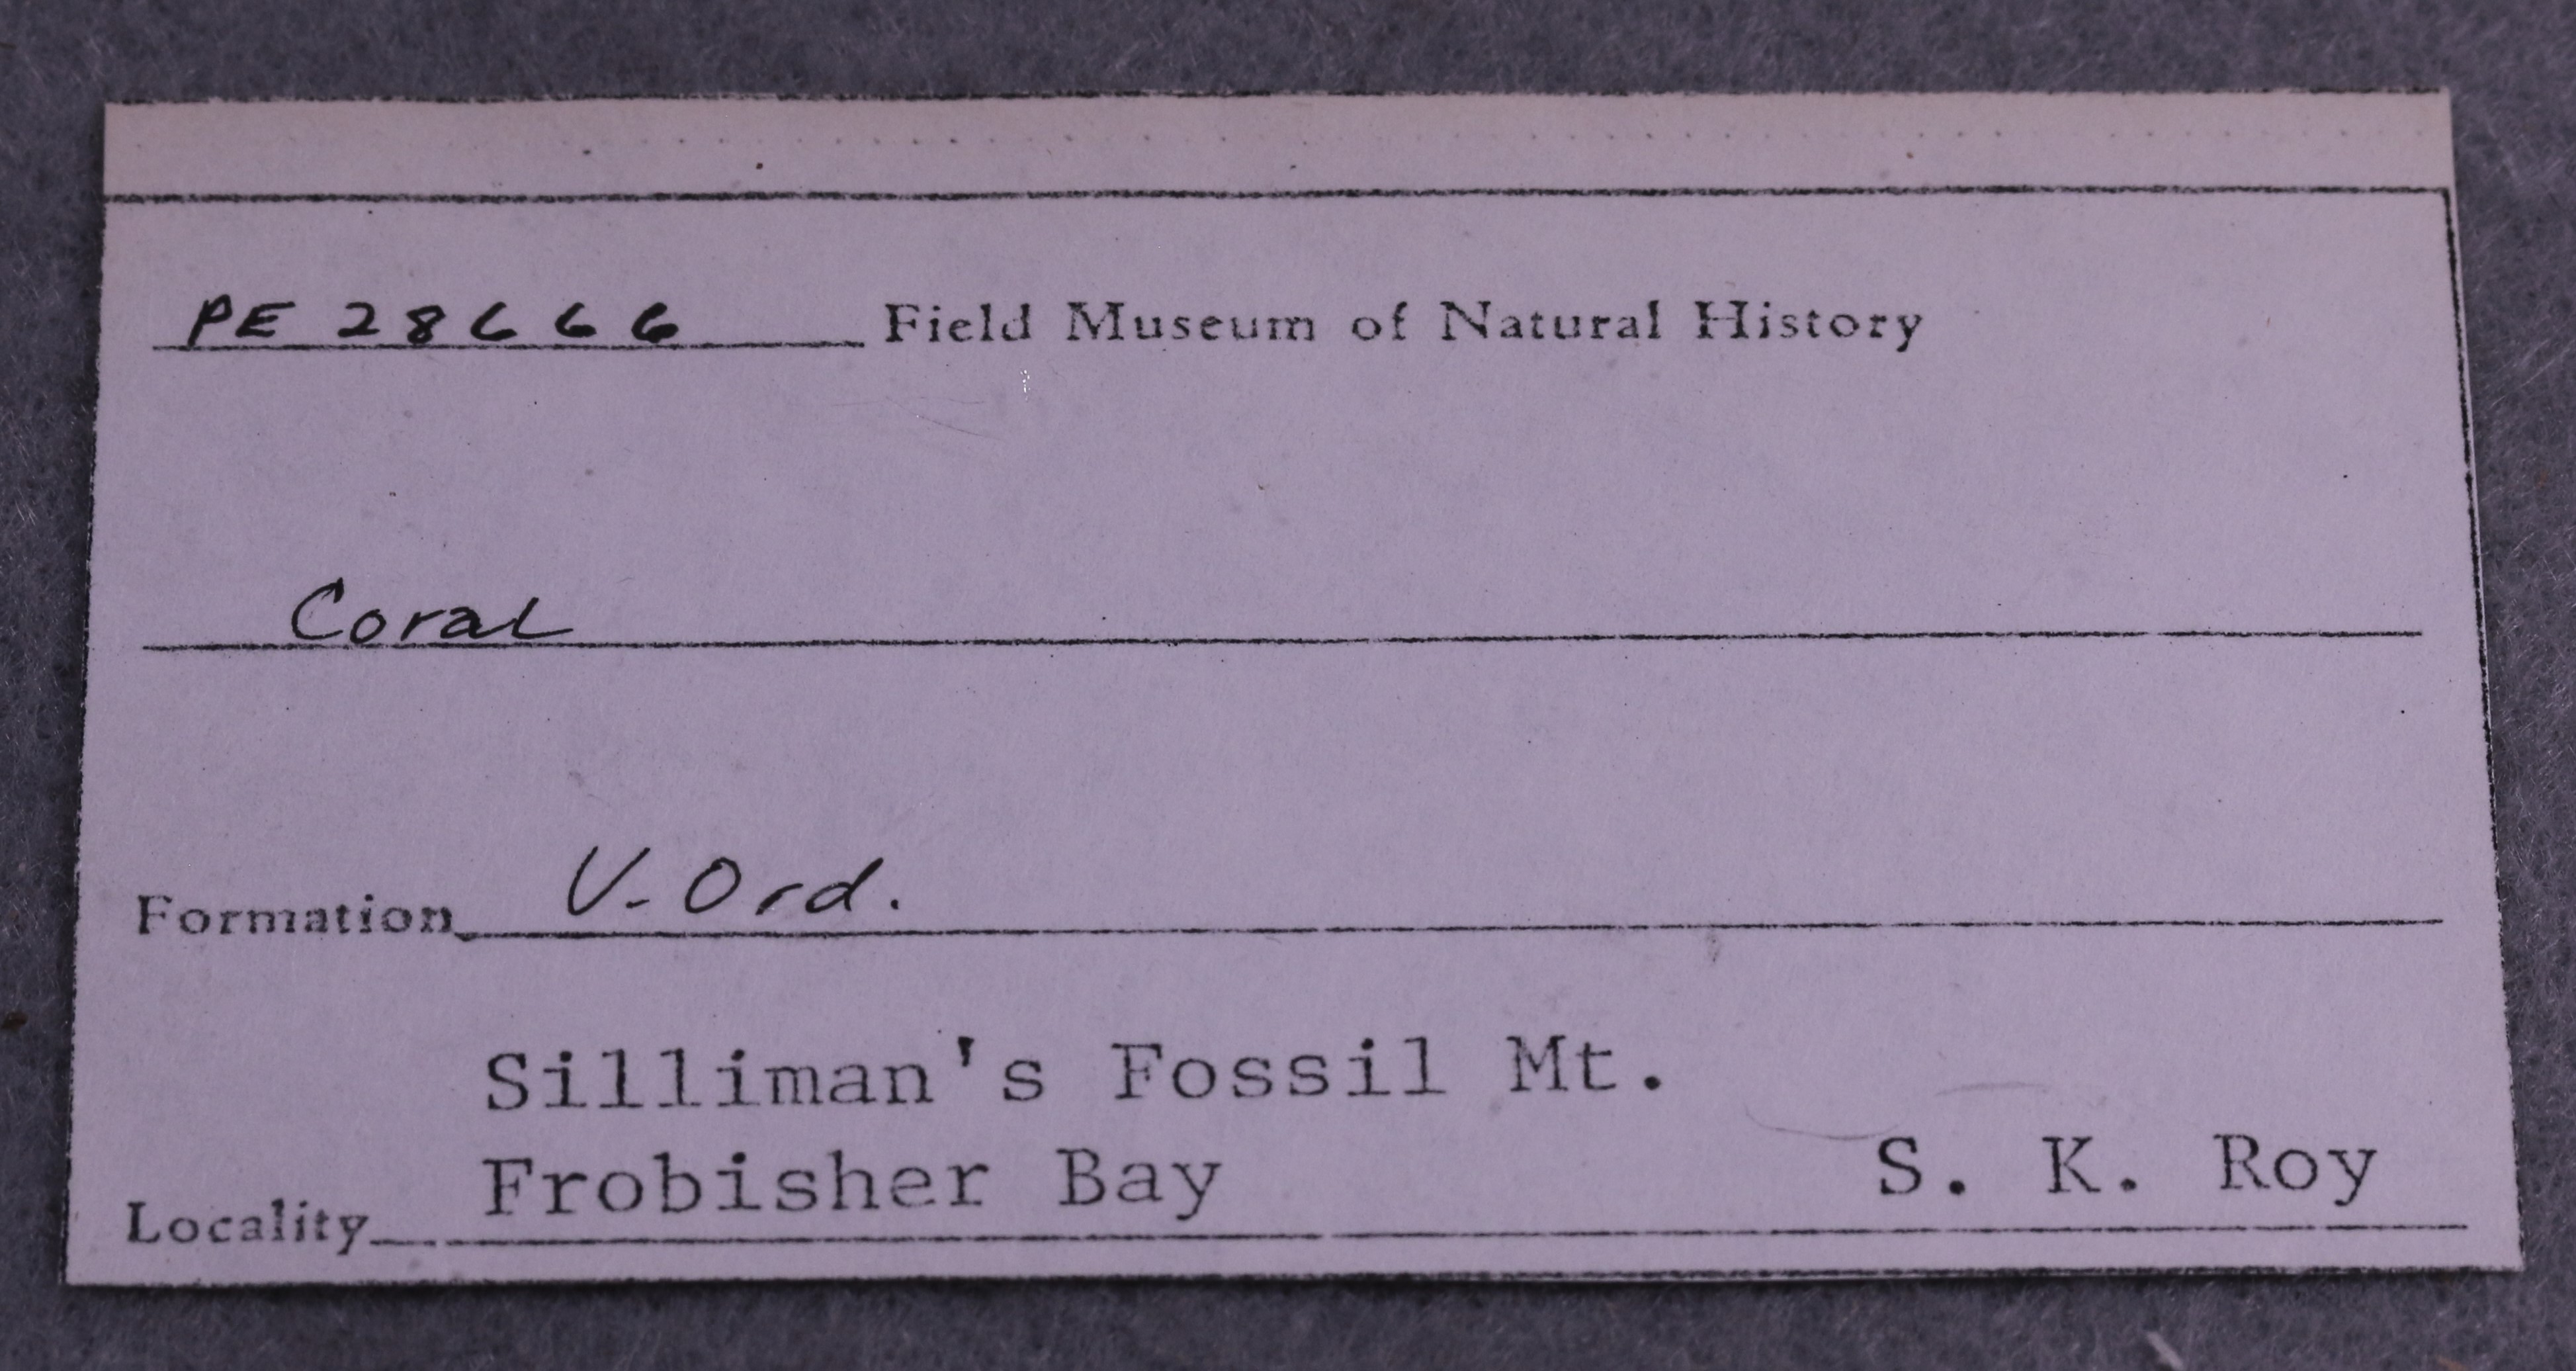 PE 28666 Field Museum of Natural History
Coral
Formation U. Ord.
Silliman's Fossil Mt.
Frobisher Bay S. K. Roy
Locality